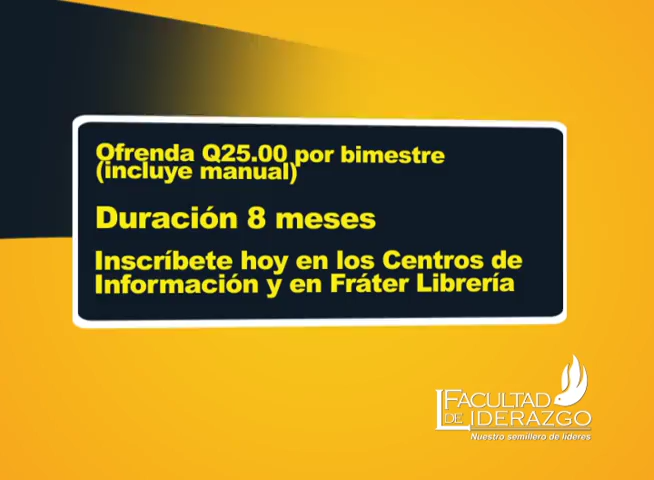 Ofrenda Q25.00 por bimestre
(incluye manual)
Duración 8 meses
Inscríbete hoy en los Centros de
Información y en Fráter Librería
FACULTAD
DE LIDERAZGO
Nuestro semillero de líderes